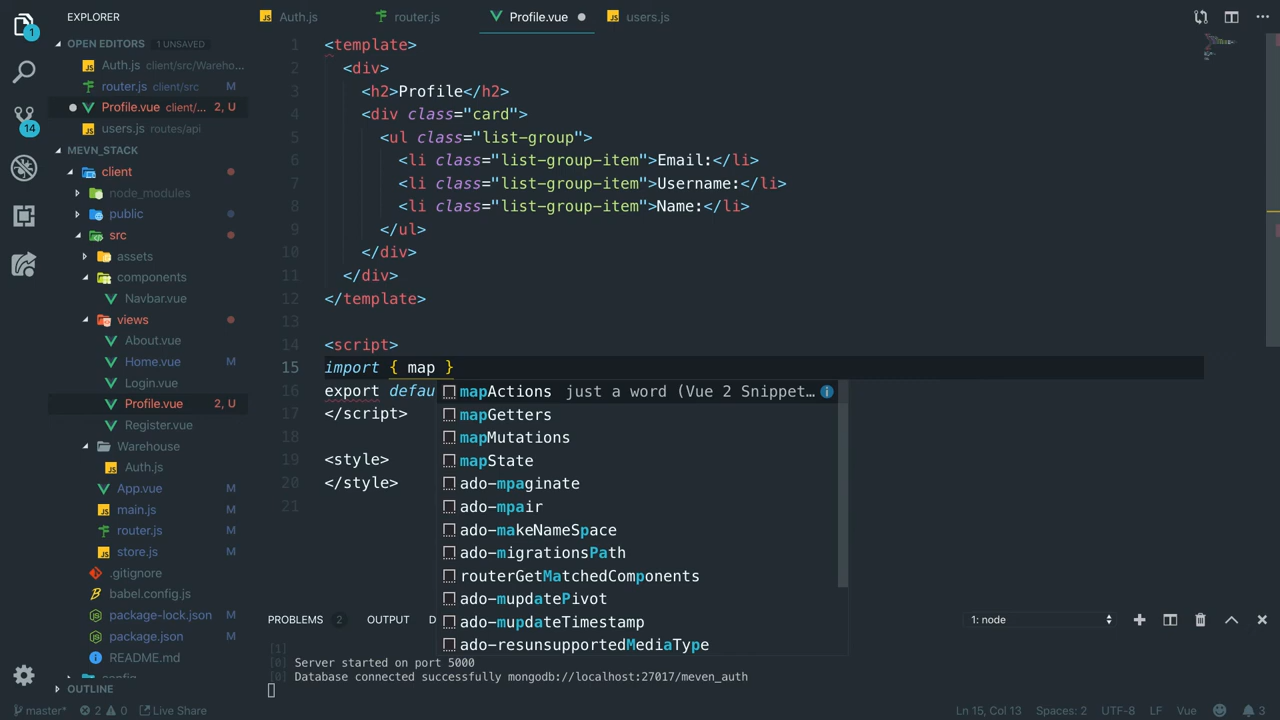 EXPLORER
Auth.js
router.js
Profile.vue
users.js
OPEN EDITORS 1 UNSAVED
Auth.js client/src/Wareho...
router.js client/src M
Profile.vue client/... 2, U
users.js routes/api
MEVN_STACK
client
node_modules
public
src
assets
components
Navbar.vue
views
About.vue
Home.vue M
Login.vue
Profile.vue 2, U
Register.vue
Warehouse
Auth.js
App.vue M
main.js M
router.js M
store.js M
.gitignore
babel.config.js
package-lock.json M
package.json M
README.md
OUTLINE
1
14
1 <template>
2 <div>
3 <h2>Profile</h2>
4 <div class="card">
5 <ul class="list-group">
6 <li class="list-group-item">Email:</li>
7 <li class="list-group-item">Username:</li>
8 <li class="list-group-item">Name:</li>
9 </ul>
10 </div>
11 </div>
12 </template>
13
14 <script>
15 import { map }
16 export defau
17 </script>
18
19 <style>
20 </style>
21
mapActions just a word (Vue 2 Snippet...
mapGetters
mapMutations
mapState
ado-mpaginate
ado-mpair
ado-makeNameSpace
ado-migrationsPath
routerGetMatchedComponents
ado-mupdatePivot
ado-mupdateTimestamp
ado-resunsupportedMediaType
PROBLEMS 2 OUTPUT D
1: node
[1]
[0] Server started on port 5000
[0] Database connected successfully mongodb://localhost:27017/meven_auth
master* 2 0 Live Share
Ln 15, Col 13 Spaces: 2 UTF-8 LF Vue 3